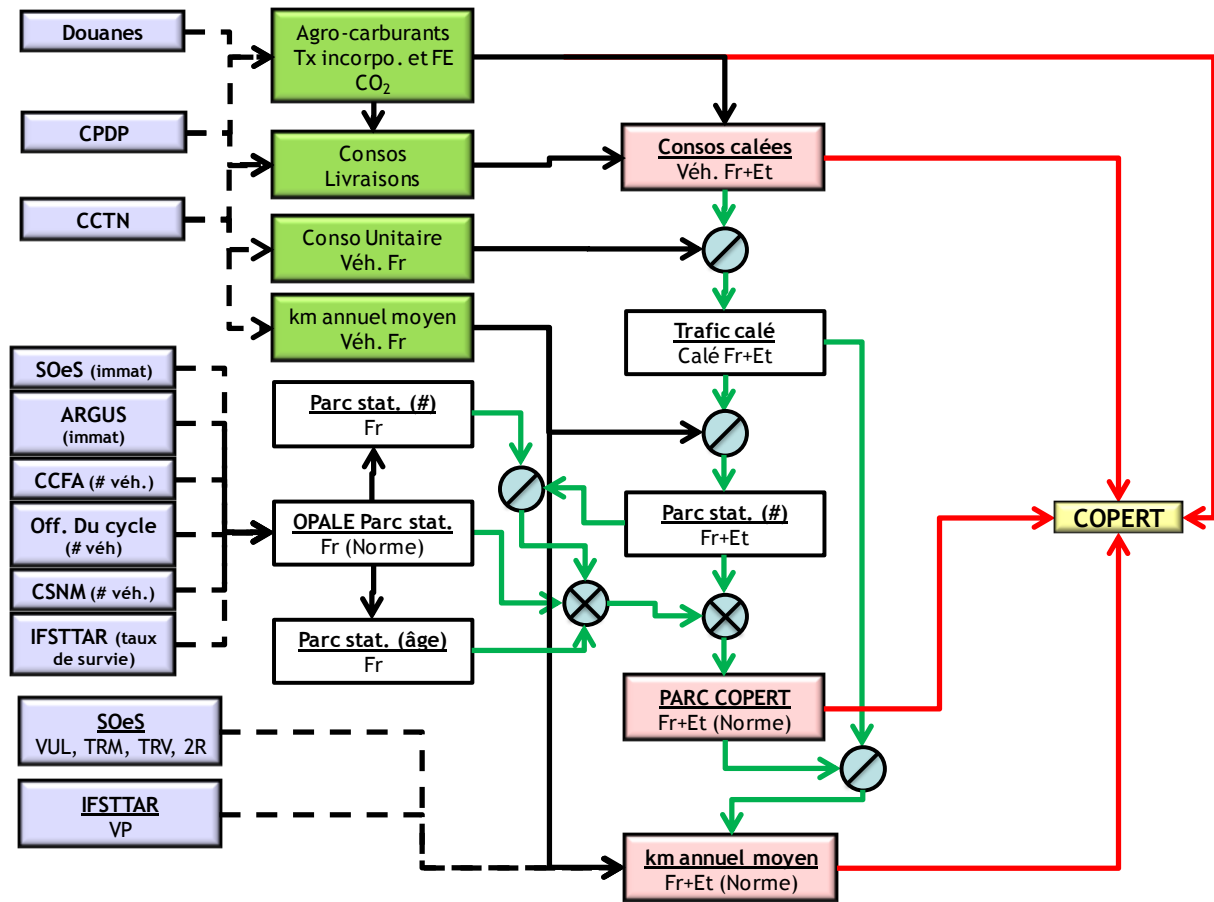 Douanes
CPDP
CCTN
Agro-carburants
Tx incorpo. et FE
CO₂
Consos
Livraisons
Conso Unitaire
Véh. Fr
km annuel moyen
Véh. Fr
Consos calées
Véh. Fr+Et
Trafic calé
Calé Fr+Et
SOeS (immat)
ARGUS
(immat)
CCFA (# véh.)
Off. Du cycle
(# véh)
CSNM (# véh.)
IFSTTAR (taux
de survie)
Parc stat. (#)
Fr
OPALE Parc stat.
Fr (Norme)
Parc stat. (âge)
Fr
Parc stat. (#)
Fr+Et
COPERT
PARC COPERT
Fr+Et (Norme)
SOeS
VUL, TRM, TRV, 2R
IFSTTAR
VP
km annuel moyen
Fr+Et (Norme)